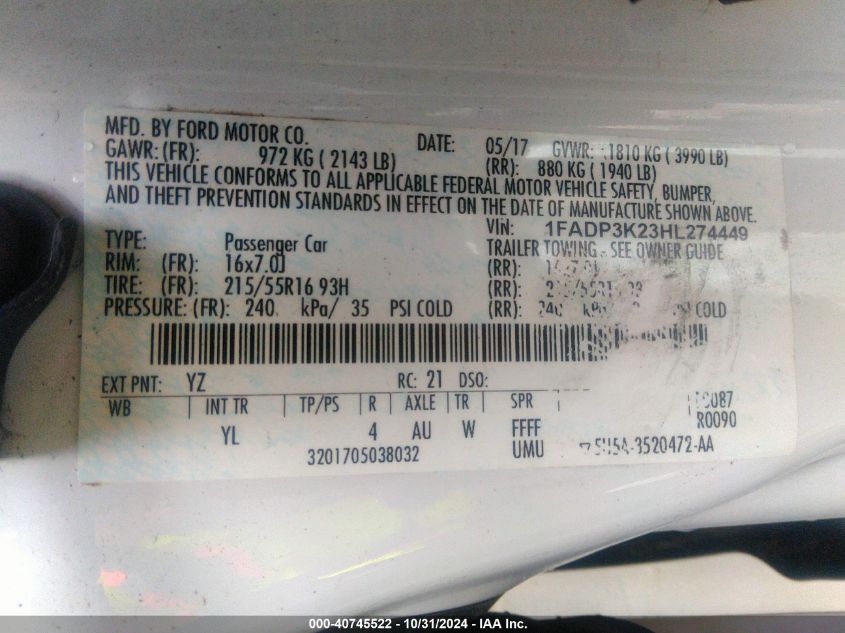 MFD. BY FORD MOTOR CO. DATE: 05/17 GVWR: 1810 KG ( 3990 LB)
GAWR: (FR): 972 KG ( 2143 LB) (RR): 880 KG ( 1940 LB)
THIS VEHICLE CONFORMS TO ALL APPLICABLE FEDERAL MOTOR VEHICLE SAFETY, BUMPER,
AND THEFT PREVENTION STANDARDS IN EFFECT ON THE DATE OF MANUFACTURE SHOWN ABOVE.
VIN: 1FADP3K23HL274449
TYPE: Passenger Car TRAILER TOWING - SEE OWNER GUIDE
RIM: (FR): 16x7.0J (RR):
TIRE: (FR): 215/55R16 93H (RR):
PRESSURE: (FR): 240 kPa/ 35 PSI COLD (RR): COLD
EXT PNT: YZ RC: 21 DSO:
WB INT TR TP/PS R AXLE TR SPR
YL 4 AU W FFFF R0090
3201705038032 UMU -3520472-AA
000-40745522 - 10/31/2024 - IAA Inc.